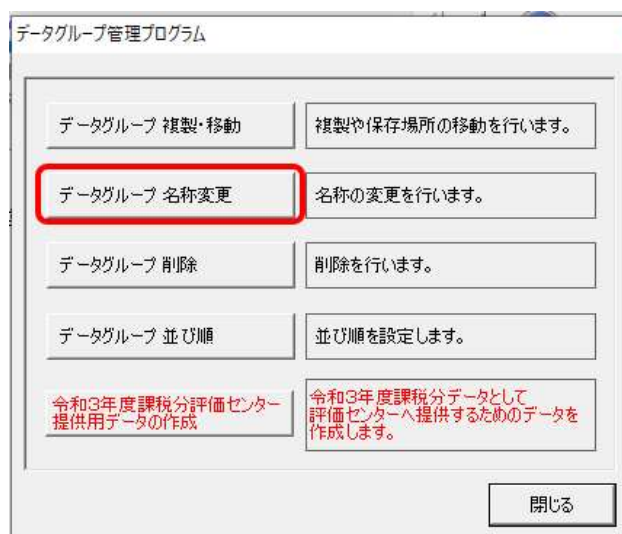 データグループ管理プログラム
データグループ 複製・移動
複製や保存場所の移動を行います。
データグループ 名称変更
名称の変更を行います。
データグループ 削除
削除を行います。
データグループ 並び順
並び順を設定します。
令和3年度課税分評価センター
提供用データの作成
令和3年度課税分データとして
評価センターへ提供するためのデータを
作成します。
閉じる